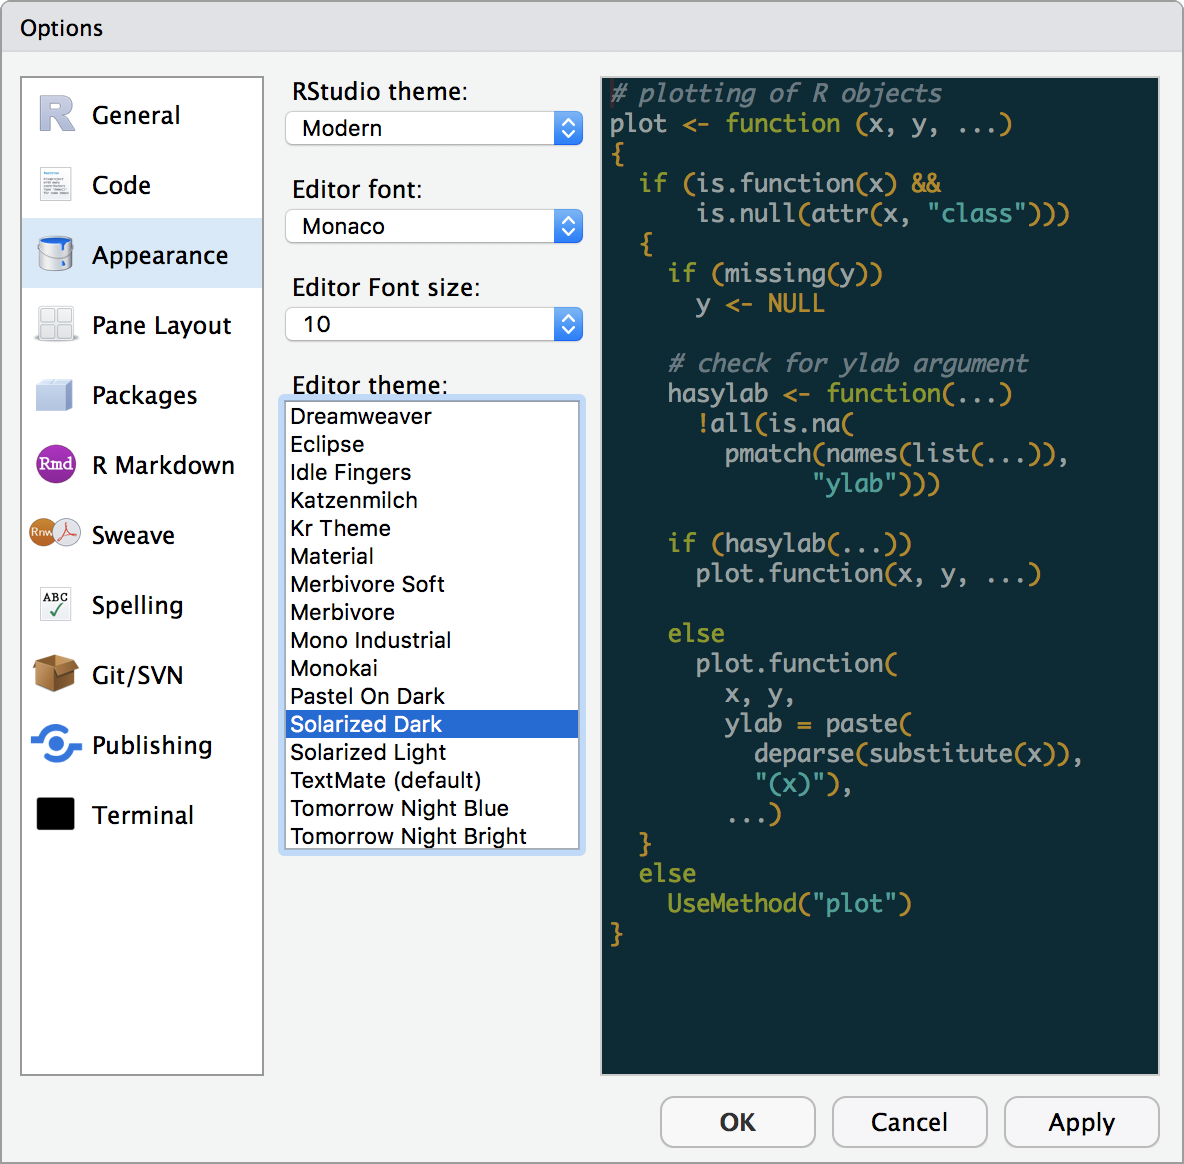 Options
General
Code
Appearance
Pane Layout
Packages
Rmd
R Markdown
Rnw
Sweave
ABC
Spelling
Git/SVN
Publishing
Terminal
RStudio theme:
Modern
Editor font:
Monaco
Editor Font size:
10
Editor theme:
Dreamweaver
Eclipse
Idle Fingers
Katzenmilch
Kr Theme
Material
Merbivore Soft
Merbivore
Mono Industrial
Monokai
Pastel On Dark
Solarized Dark
Solarized Light
TextMate (default)
Tomorrow Night Blue
Tomorrow Night Bright
# plotting of R objects
plot <- function (x, y, ...)
{
  if (is.function(x) &&
      is.null(attr(x, "class")))
  {
    if (missing(y))
      y <- NULL

    # check for ylab argument
    hasylab <- function(...)
      !all(is.na(
        pmatch(names(list(...)),
              "ylab")))

    if (hasylab(...))
      plot.function(x, y, ...)

    else
      plot.function(
        x, y,
        ylab = paste(
          deparse(substitute(x)),
          "(x)"),
        ...)
  }
  else
    UseMethod("plot")
}
OK
Cancel
Apply